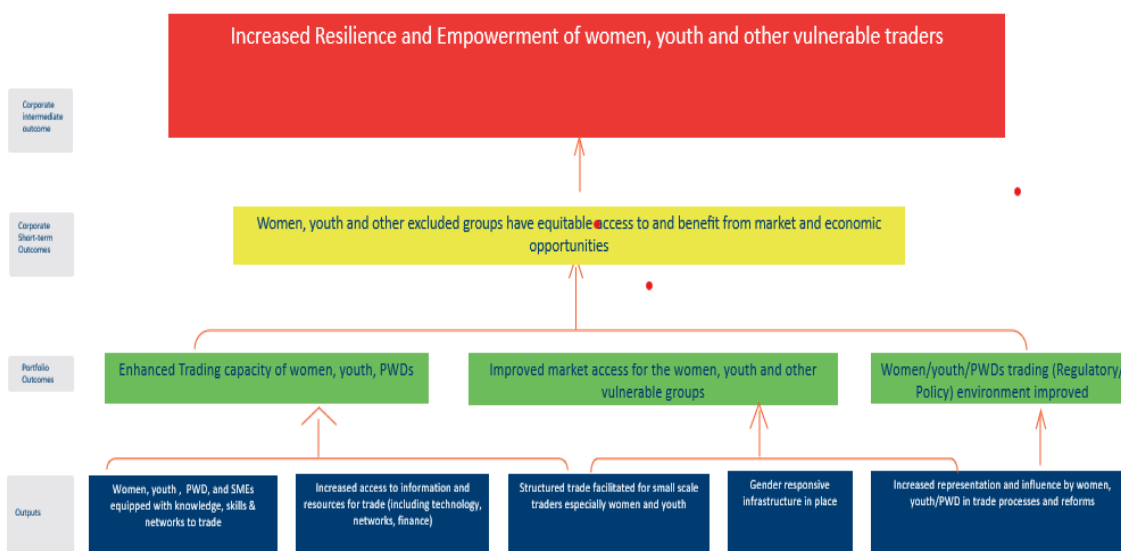 Increased Resilience and Empowerment of women, youth and other vulnerable traders
Corporate
intermediate
outcome
Corporate
Short-term
Outcomes
Women, youth and other excluded groups have equitable access to and benefit from market and economic
opportunities
Portfolio
Outcomes
Enhanced Trading capacity of women, youth, PWDs
Improved market access for the women, youth and other
vulnerable groups
Women/youth/PWDs trading (Regulatory/
Policy) environment improved
Outputs
Women, youth , PWD, and SMEs
equipped with knowledge, skills &
networks to trade
Increased access to information and
resources for trade (including technology,
networks, finance)
Structured trade facilitated for small scale
traders especially women and youth
Gender responsive
infrastructure in place
Increased representation and influence by women,
youth/PWD in trade processes and reforms